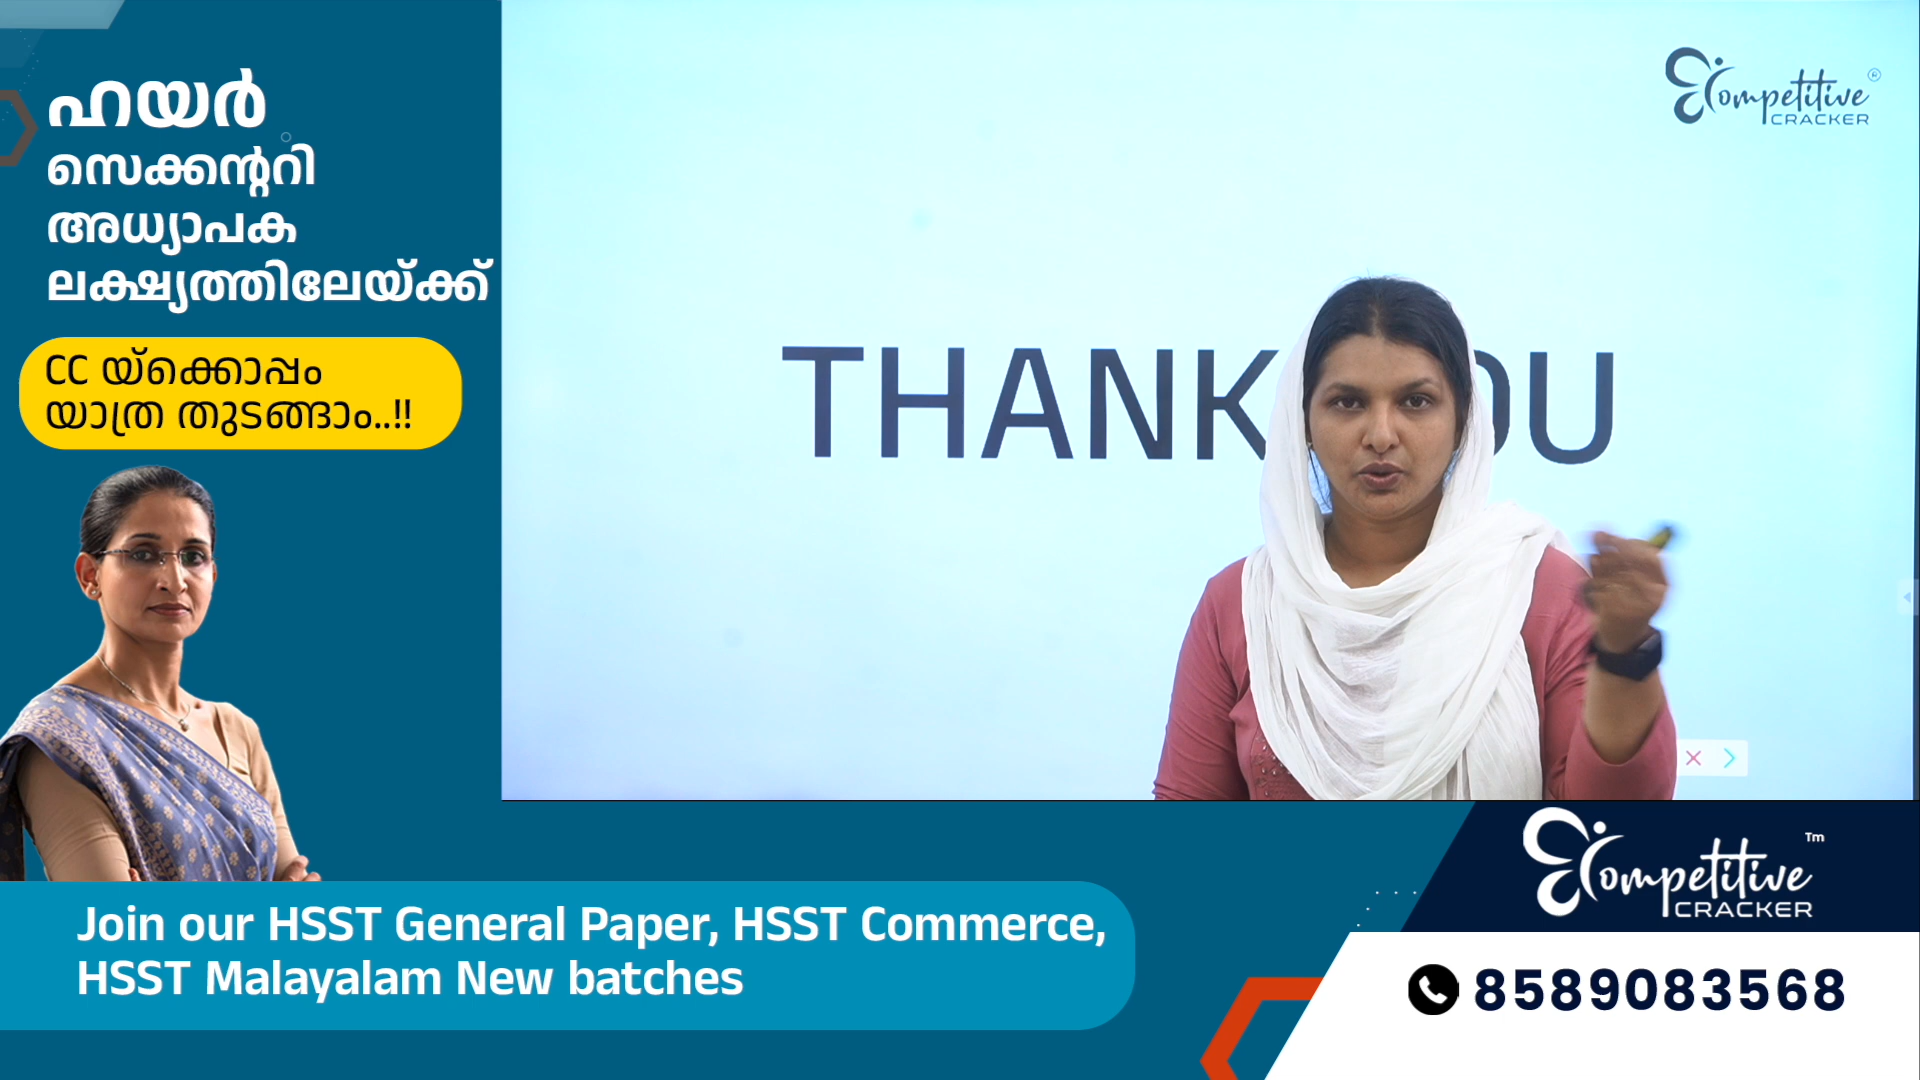 ഹയർ
സെക്കന്ററി
അധ്യാപക
ലക്ഷ്യത്തിലേയ്ക്ക്
CC യ്ക്കൊപ്പം
യാത്ര തുടങ്ങാം..!!
Competitive ®
CRACKER
THANK OU
Competitive ™
CRACKER
Join our HSST General Paper, HSST Commerce,
HSST Malayalam New batches
8589083568